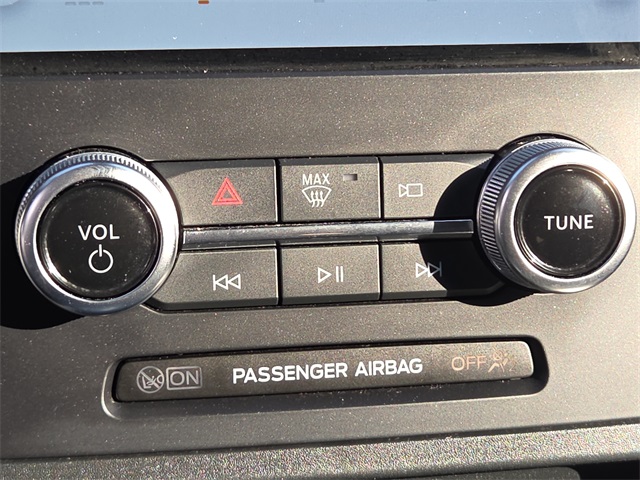 MAX
VOL
TUNE
ON PASSENGER AIRBAG OFF